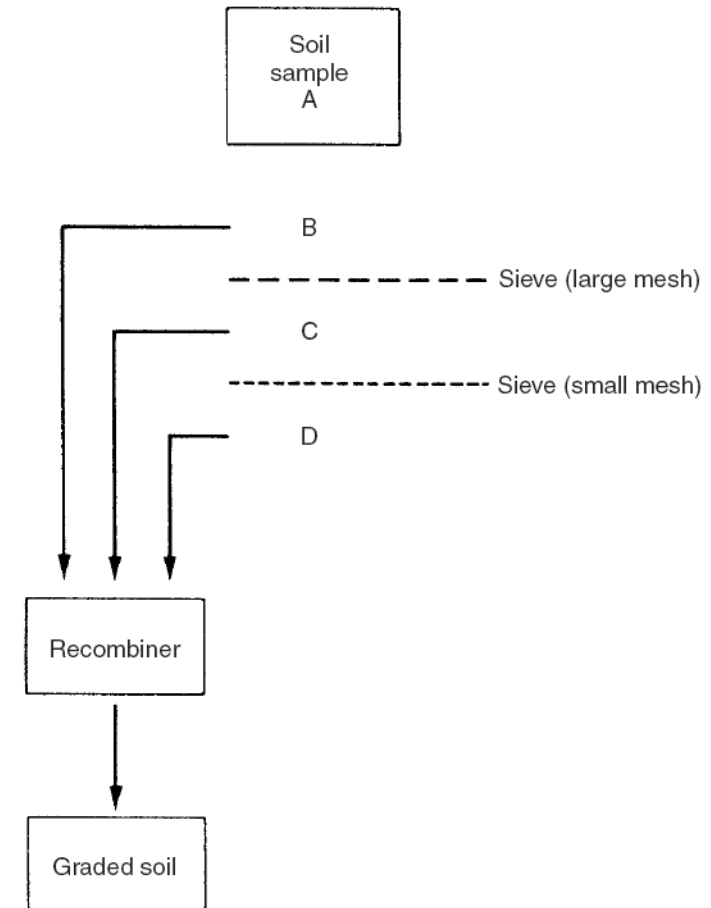 Soil
sample
A
B
Sieve (large mesh)
C
Sieve (small mesh)
D
Recombiner
Graded soil